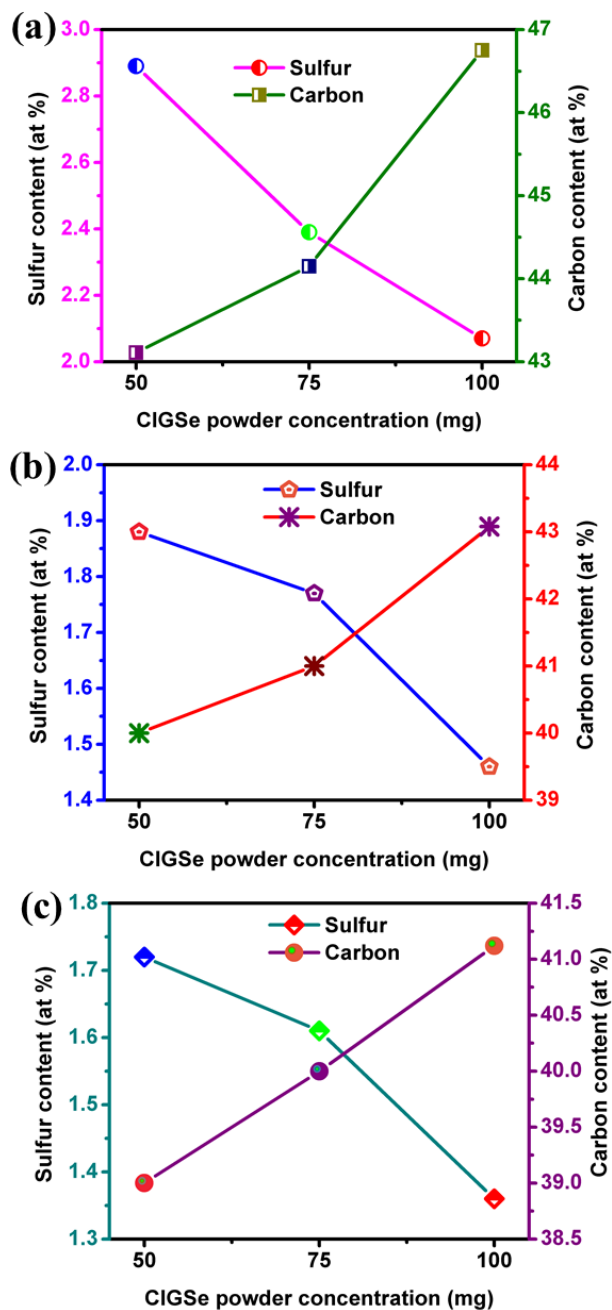 (a)
3.0
2.8
2.6
2.4
2.2
2.0
Sulfur content (at %)
Sulfur
Carbon
47
46
45
44
43
Carbon content (at %)
50 75 100
CIGSe powder concentration (mg)
(b)
2.0
1.9
1.8
1.7
1.6
1.5
1.4
Sulfur content (at %)
Sulfur
Carbon
44
43
42
41
40
39
Carbon content (at %)
50 75 100
CIGSe powder concentration (mg)
(c)
1.8
1.7
1.6
1.5
1.4
1.3
Sulfur content (at %)
Sulfur
Carbon
41.5
41.0
40.5
40.0
39.5
39.0
38.5
Carbon content (at %)
50 75 100
CIGSe powder concentration (mg)